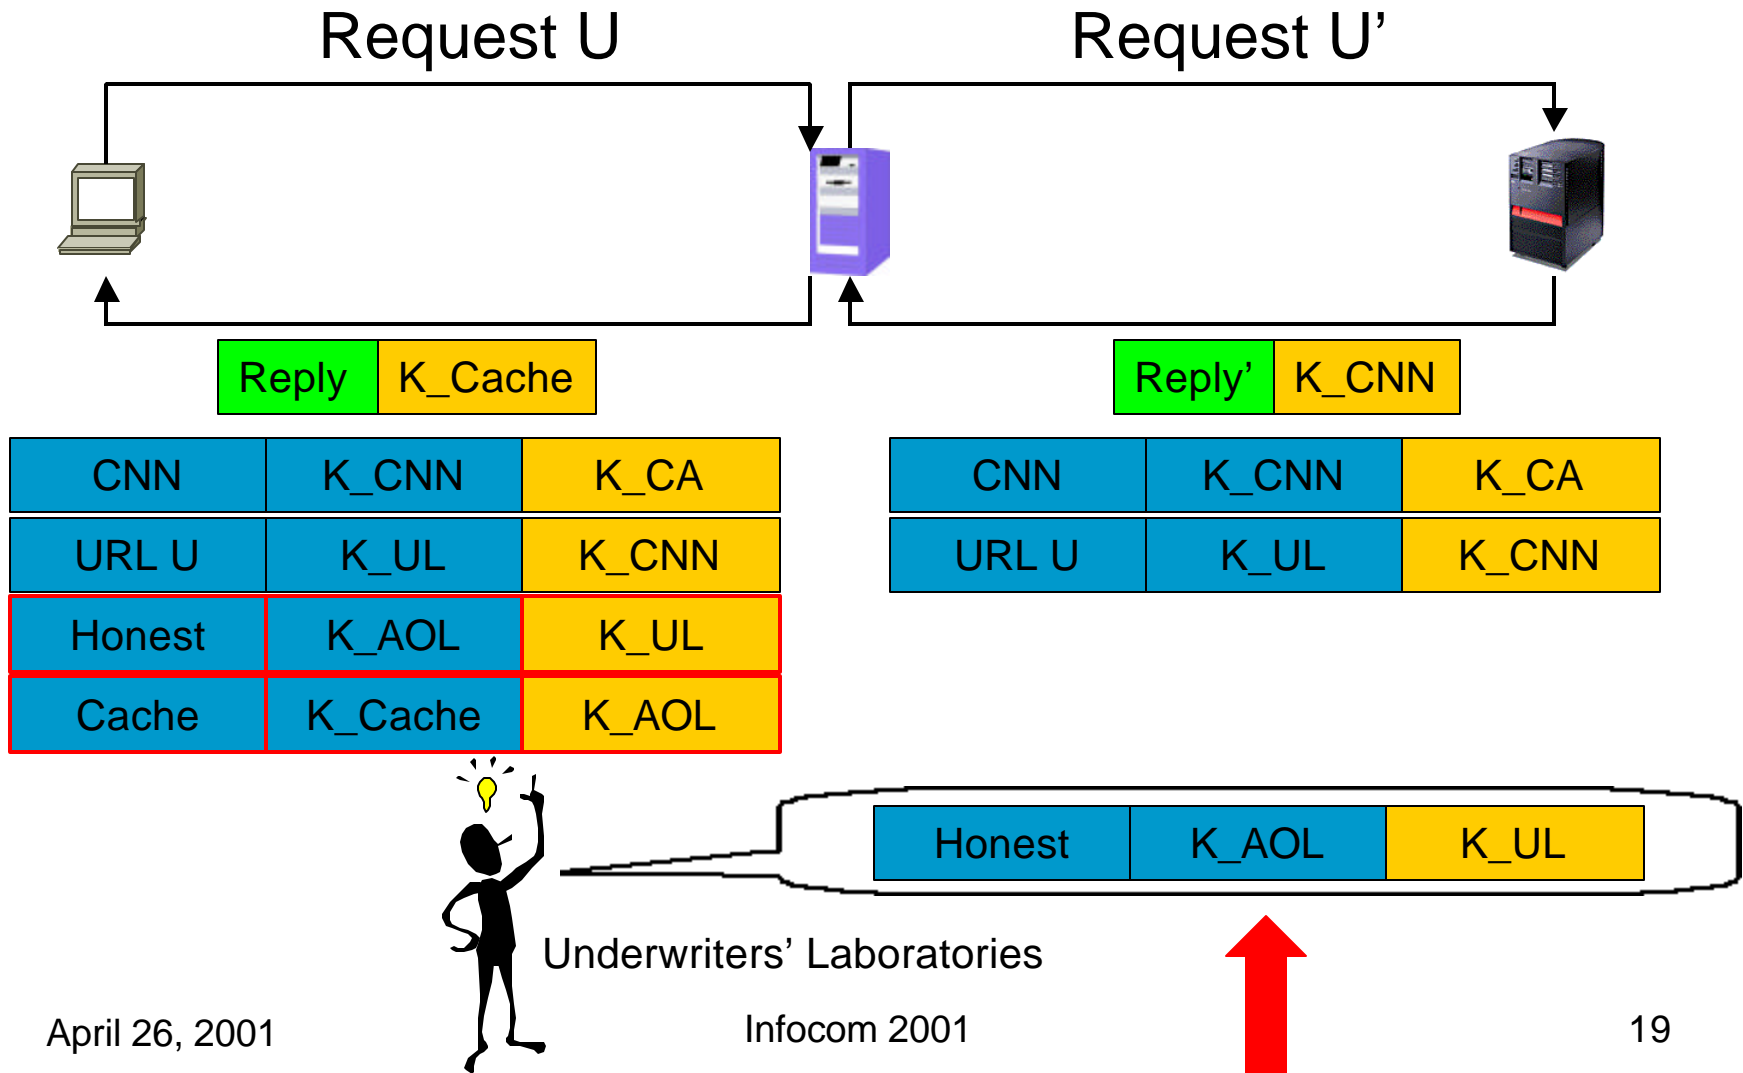 Request U
Request U’
Reply K_Cache
Reply’ K_CNN
CNN K_CNN K_CA
URL U K_UL K_CNN
Honest K_AOL K_UL
Cache K_Cache K_AOL
CNN K_CNN K_CA
URL U K_UL K_CNN
Honest K_AOL K_UL
Underwriters’ Laboratories
April 26, 2001
Infocom 2001
19